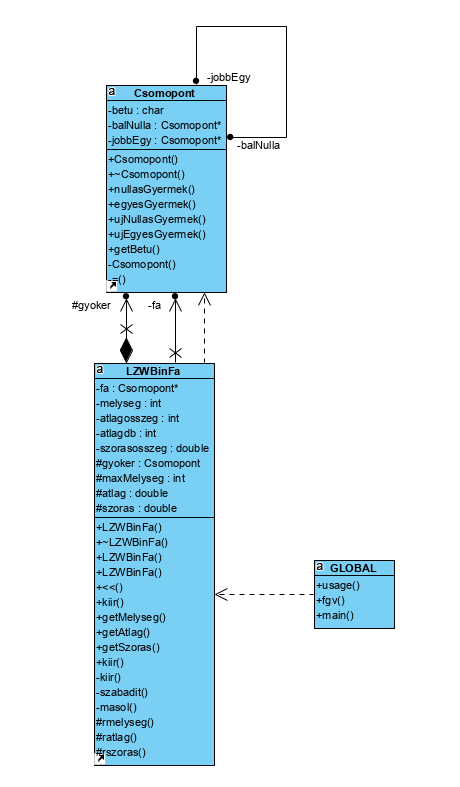 -jobbEgy
a
Csomopont
-betu : char
-balNulla : Csomopont*
-jobbEgy : Csomopont*
-balNulla
+Csomopont()
+~Csomopont()
+nullasGyermek()
+egyesGyermek()
+ujNullasGyermek()
+ujEgyesGyermek()
+getBetu()
-Csomopont()
-=()
#gyoker
-fa
a
LZWBinFa
-fa : Csomopont*
-melyseg : int
-atlagosszeg : int
-atlagdb : int
-szorasosszeg : double
#gyoker : Csomopont
#maxMelyseg : int
#atlag : double
#szoras : double
+LZWBinFa()
+~LZWBinFa()
+LZWBinFa()
+LZWBinFa()
+<<()
+kiir()
+getMelyseg()
+getAtlag()
+getSzoras()
+kiir()
-kiir()
-szabadit()
-masol()
#rmelyseg()
#ratlag()
#rszoras()
a
GLOBAL
+usage()
+fgv()
+main()